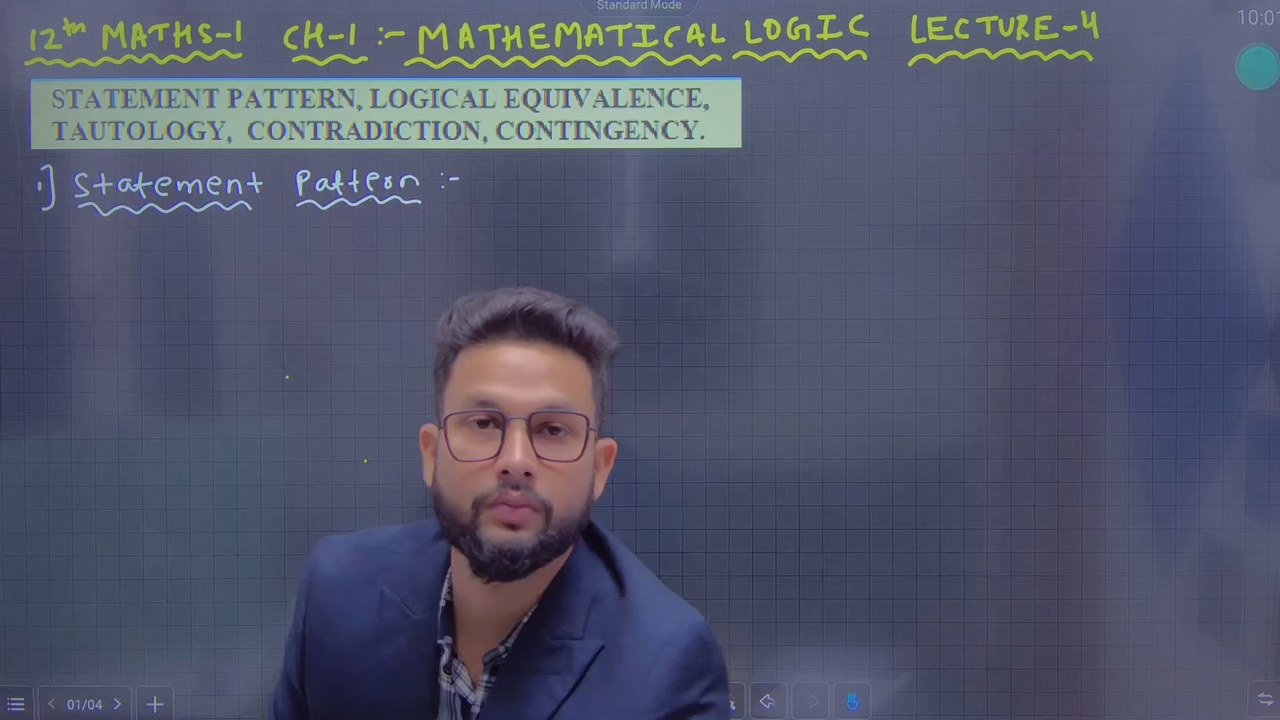 Standard Mode
12th MATHS-1 CH-1 :- MATHEMATICAL LOGIC LECTURE-4
STATEMENT PATTERN, LOGICAL EQUIVALENCE,
TAUTOLOGY, CONTRADICTION, CONTINGENCY.
1] Statement Pattern :-
01/04